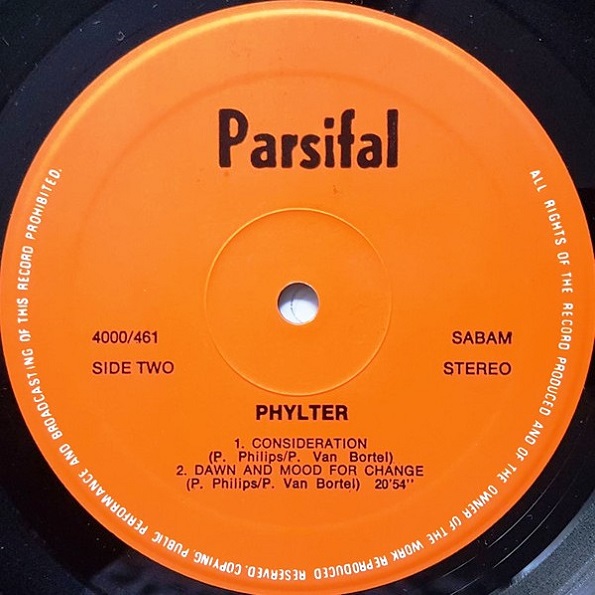 Parsifal
4000/461
SABAM
SIDE TWO
STEREO
PHYLTER
1. CONSIDERATION
(P. Philips/P. Van Bortel)
2. DAWN AND MOOD FOR CHANGE
(P. Philips/P. Van Bortel) 20'54''
ALL RIGHTS OF THE RECORD PRODUCED AND OF THE OWNER OF THE WORK REPRODUCED RESERVED. COPYING, PUBLIC PERFORMANCE AND BROADCASTING OF THIS RECORD PROHIBITED.